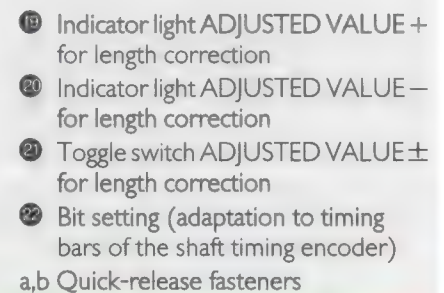 ⑲ Indicator light ADJUSTED VALUE +
for length correction
⑳ Indicator light ADJUSTED VALUE –
for length correction
㉑ Toggle switch ADJUSTED VALUE ±
for length correction
㉒ Bit setting (adaptation to timing
bars of the shaft timing encoder)
a,b Quick-release fasteners